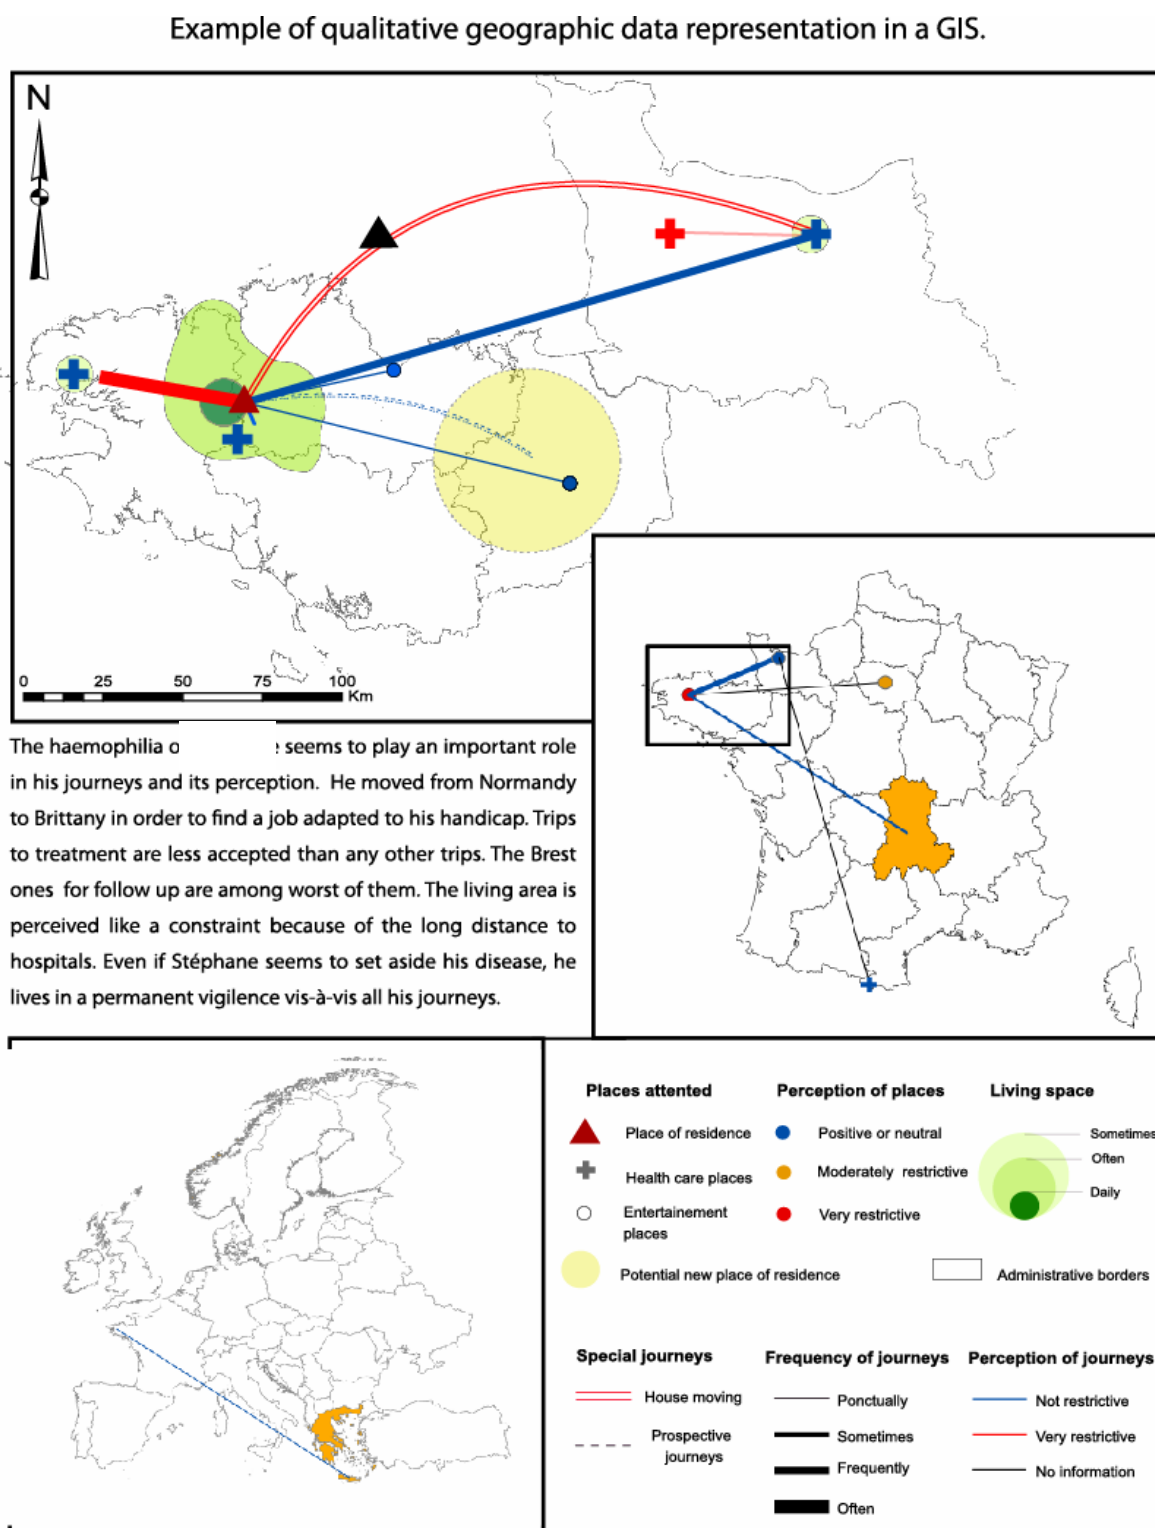 Example of qualitative geographic data representation in a GIS.
N
0 25 50 75 100
Km
The haemophilia o e seems to play an important role
in his journeys and its perception. He moved from Normandy
to Brittany in order to find a job adapted to his handicap. Trips
to treatment are less accepted than any other trips. The Brest
ones for follow up are among worst of them. The living area is
perceived like a constraint because of the long distance to
hospitals. Even if Stéphane seems to set aside his disease, he
lives in a permanent vigilence vis-à-vis all his journeys.
Places attented
Place of residence
Health care places
Entertainement
places
Potential new place of residence
Perception of places
Positive or neutral
Moderately restrictive
Very restrictive
Living space
Sometimes
Often
Daily
Administrative borders
Special journeys
House moving
Prospective
journeys
Frequency of journeys
Ponctually
Sometimes
Frequently
Often
Perception of journeys
Not restrictive
Very restrictive
No information